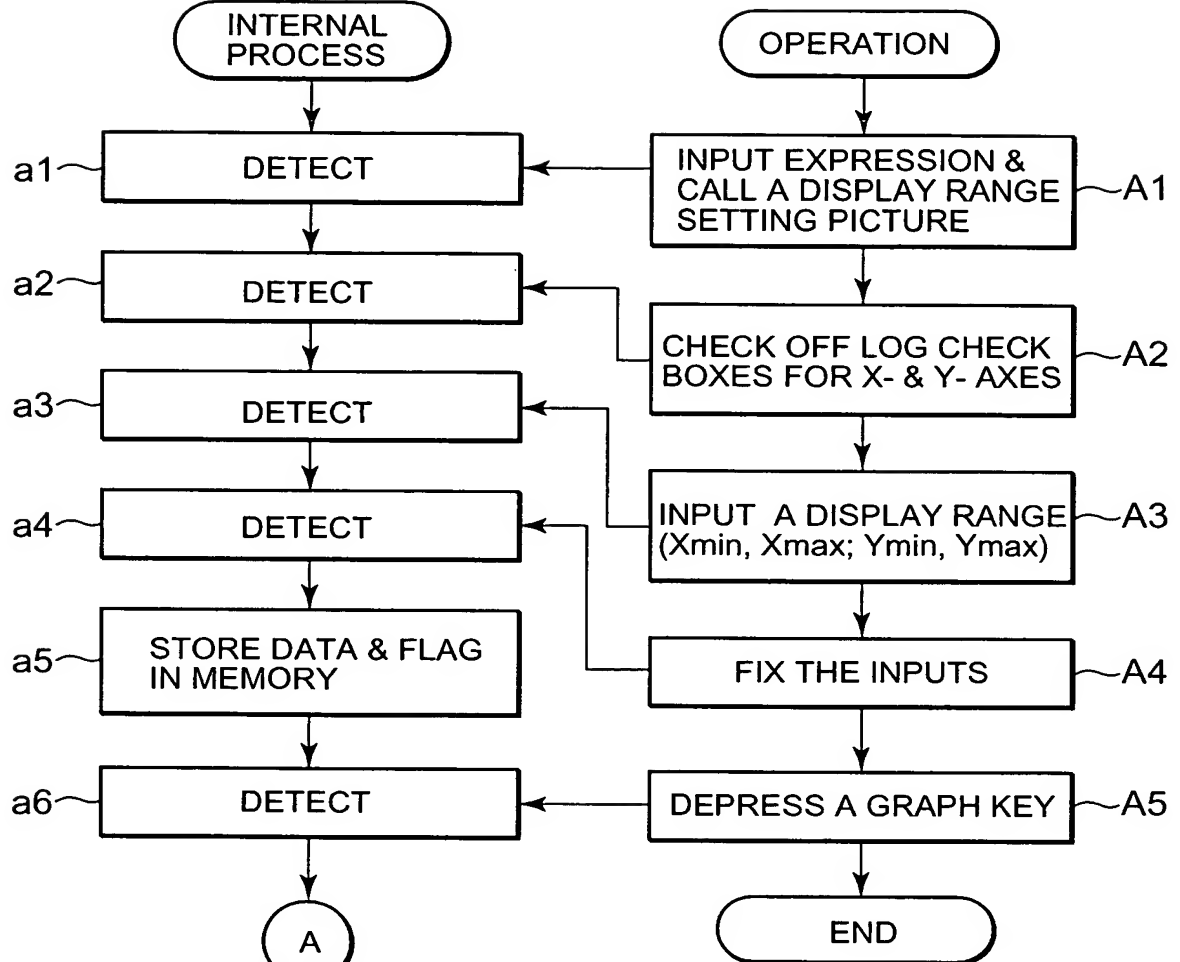 INTERNAL
PROCESS
OPERATION
a1
DETECT
INPUT EXPRESSION &
CALL A DISPLAY RANGE
SETTING PICTURE
A1
a2
DETECT
CHECK OFF LOG CHECK
BOXES FOR X- & Y- AXES
A2
a3
DETECT
INPUT A DISPLAY RANGE
(Xmin, Xmax; Ymin, Ymax)
A3
a4
DETECT
a5
STORE DATA & FLAG
IN MEMORY
FIX THE INPUTS
A4
a6
DETECT
DEPRESS A GRAPH KEY
A5
A
END